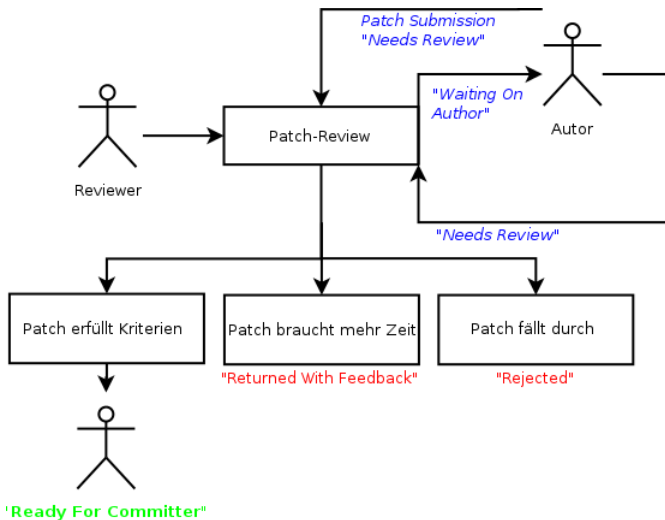 Patch Submission
"Needs Review"
"Waiting On
Author"
Autor
Patch-Review
Reviewer
"Needs Review"
Patch erfüllt Kriterien
Patch braucht mehr Zeit
Patch fällt durch
"Returned With Feedback"
"Rejected"
"Ready For Committer"